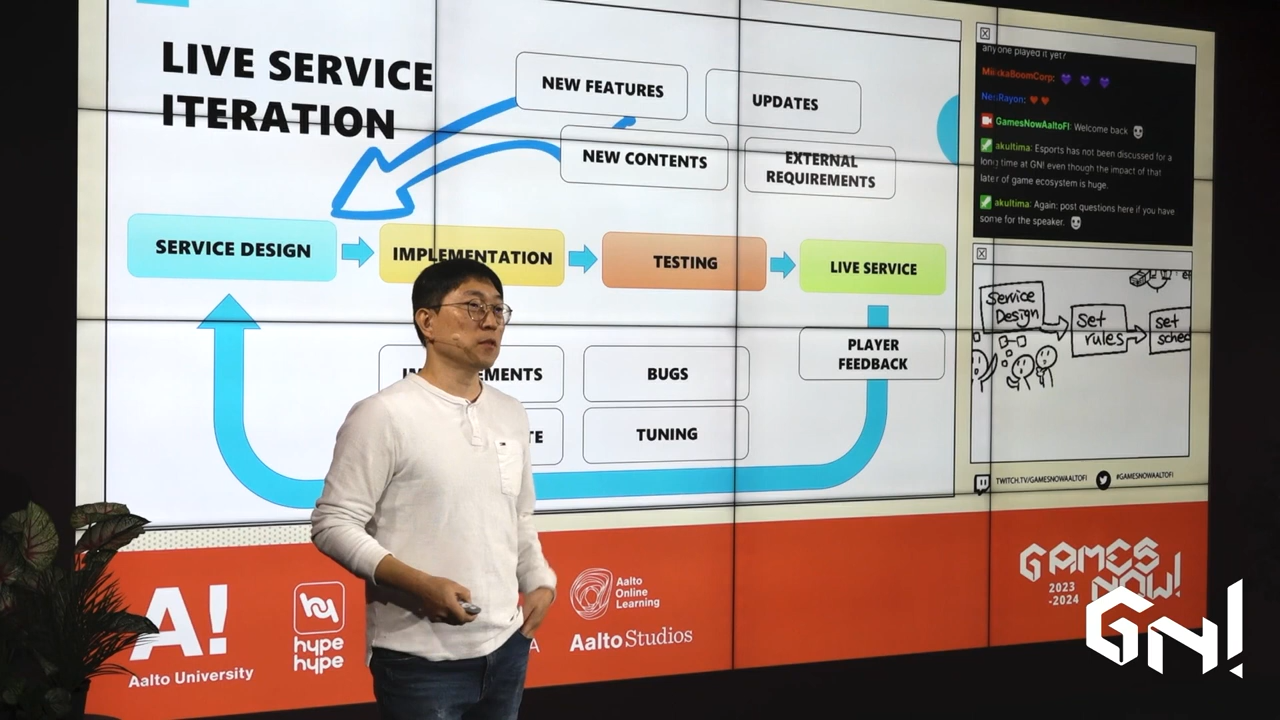 LIVE SERVICE
ITERATION
NEW FEATURES
UPDATES
NEW CONTENTS
EXTERNAL
REQUIREMENTS
SERVICE DESIGN
IMPLEMENTATION
TESTING
LIVE SERVICE
PLAYER
FEEDBACK
BUGS
TUNING
anyone played it yet?
MiikkaBoomCorp:
NeoRayon:
GamesNowAaltoFI: Welcome back
akultima: Esports has not been discussed for a
long time at GN! even though the impact of that
later of game ecosystem is huge.
akultima: Again: post questions here if you have
some for the speaker.
Service
Design
set
rules
set
TWITCH.TV/GAMESNOWAALTOFI
#GAMESNOWAALTOFI
A!
Aalto University
hype
hype
Aalto
Online
Learning
Aalto Studios
GAMES
NOW!
2023
-2024
GN!